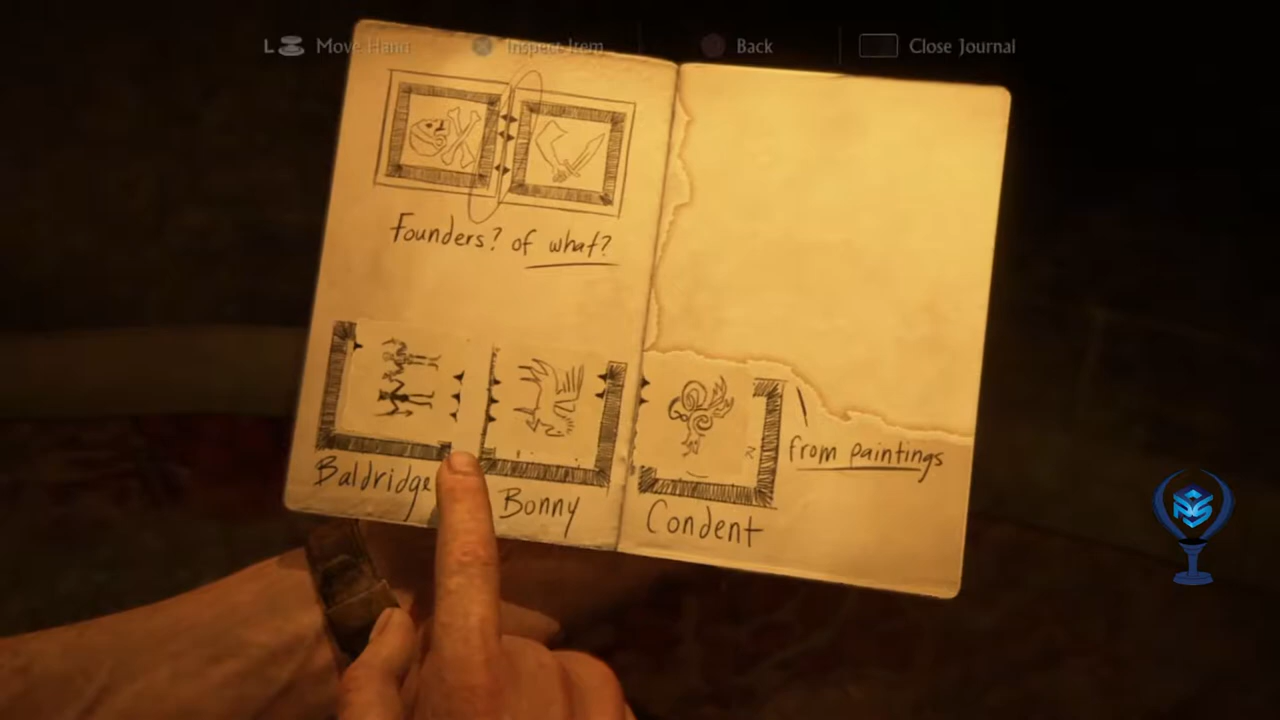 L Move Hand Inspect Item Back Close Journal
Founders? of what?
from paintings
Baldridge Bonny Condent